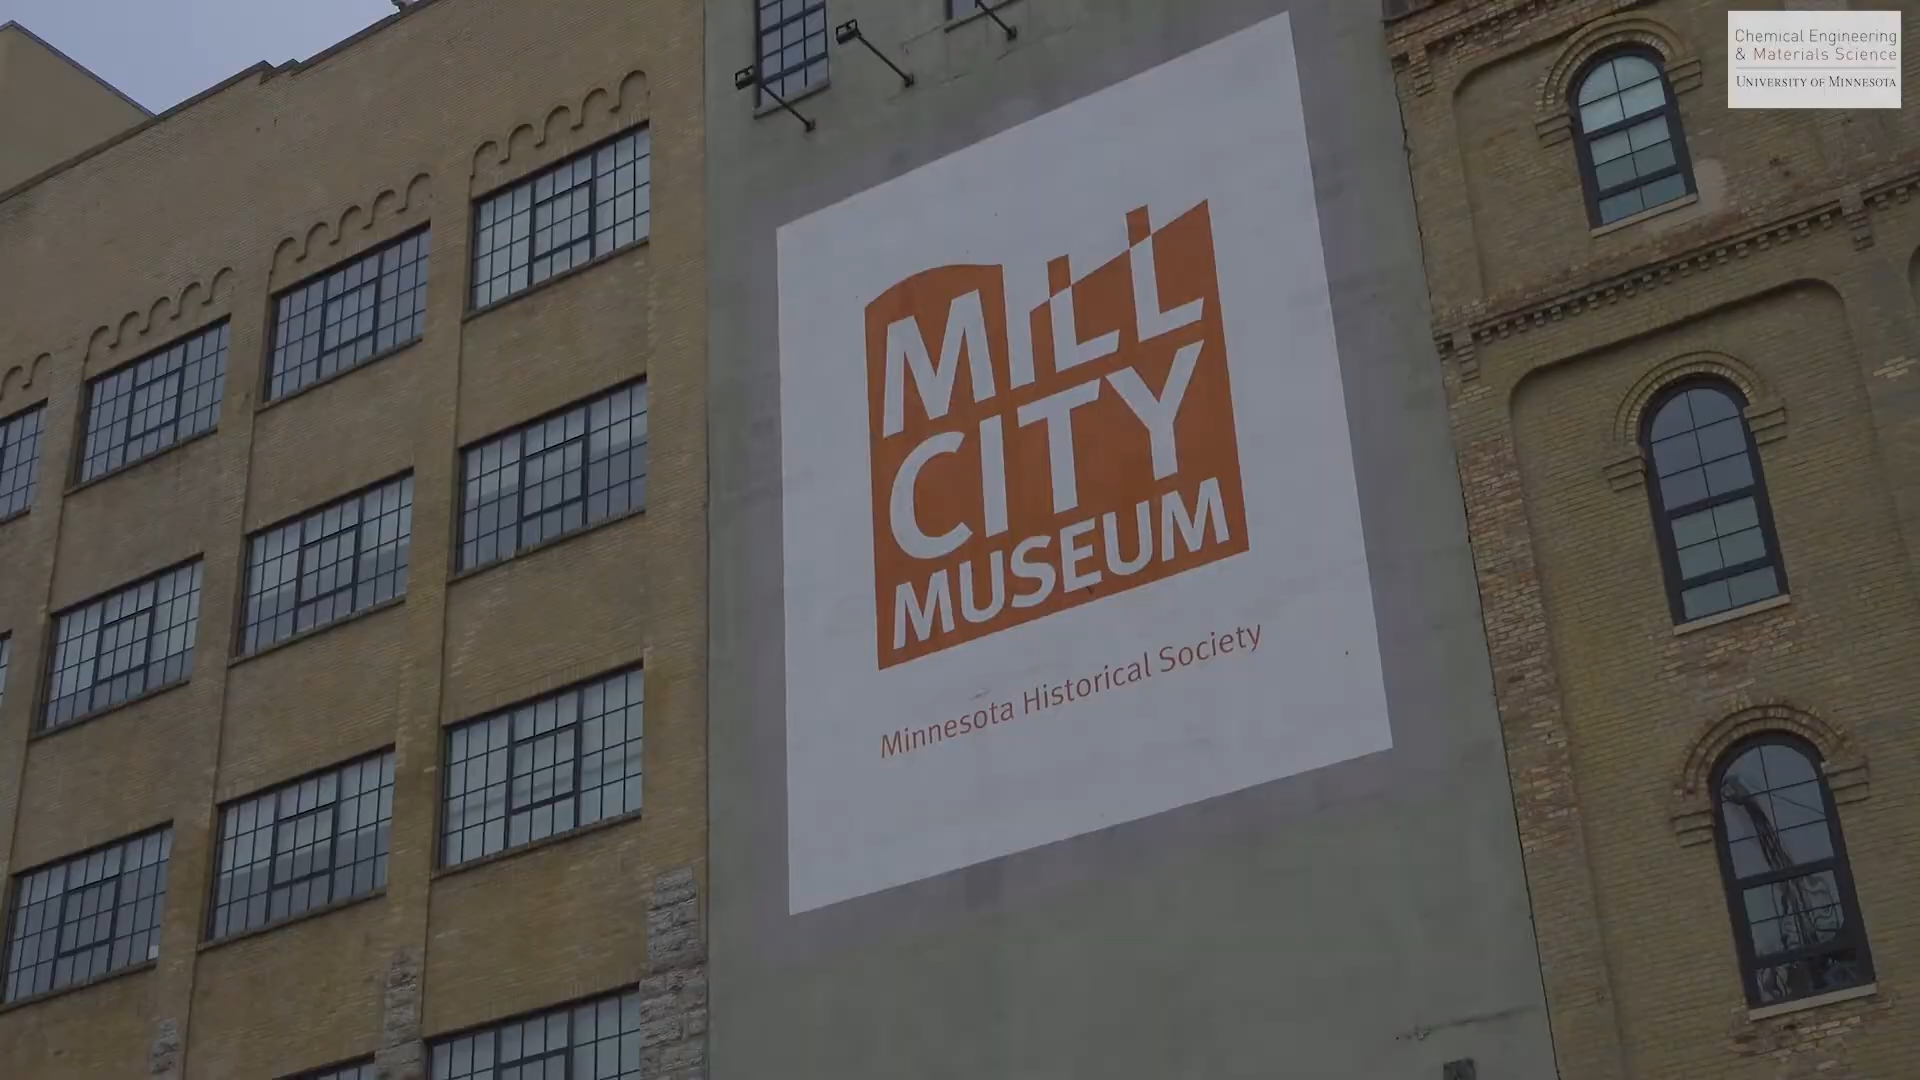 Chemical Engineering
& Materials Science
UNIVERSITY OF MINNESOTA
MILL
CITY
MUSEUM
Minnesota Historical Society